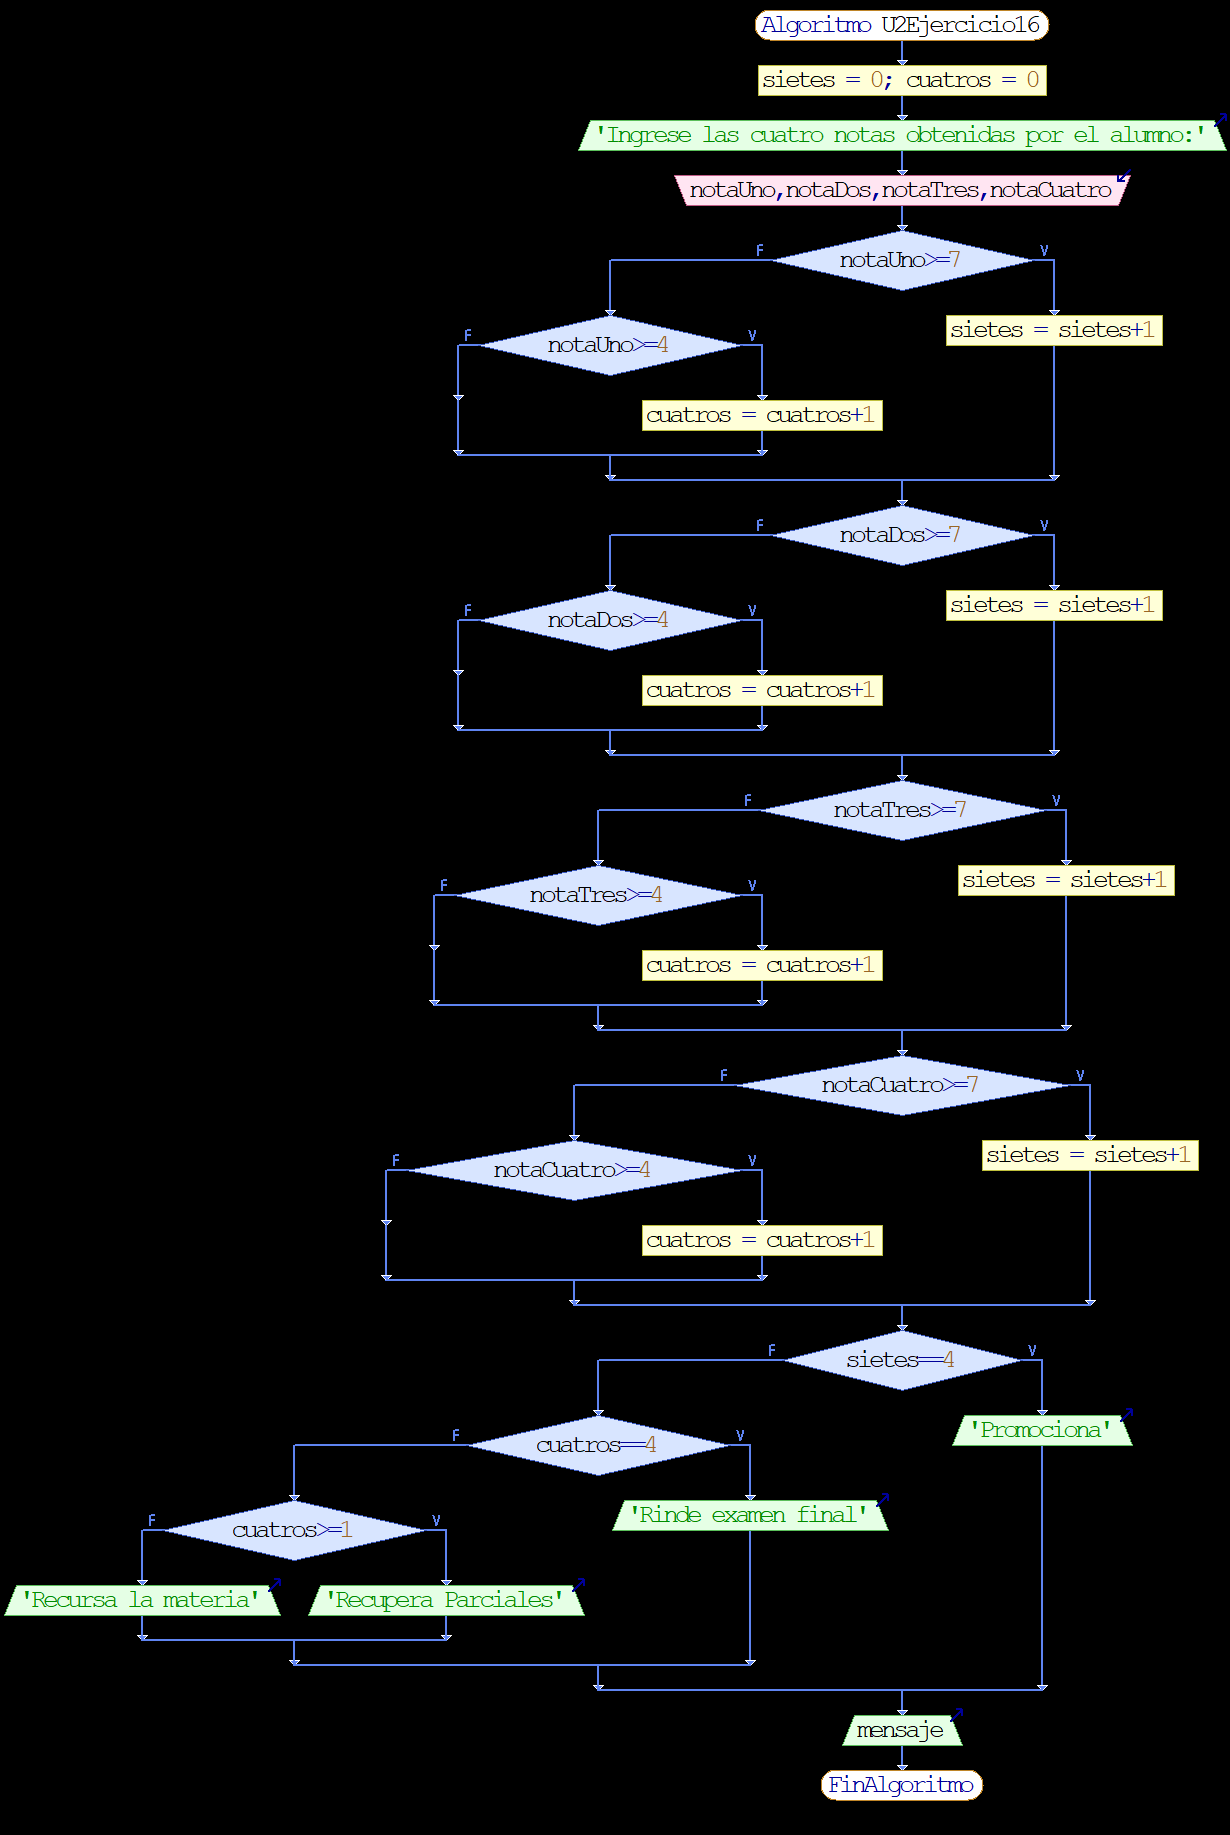 Algoritmo U2Ejercicio16
sietes = 0; cuatros = 0
'Ingrese las cuatro notas obtenidas por el alumno:'
notaUno,notaDos,notaTres,notaCuatro
F
notaUno>=7
V
F
notaUno>=4
V
sietes = sietes+1
cuatros = cuatros+1
F
notaDos>=7
V
F
notaDos>=4
V
sietes = sietes+1
cuatros = cuatros+1
F
notaTres>=7
V
F
notaTres>=4
V
sietes = sietes+1
cuatros = cuatros+1
F
notaCuatro>=7
V
F
notaCuatro>=4
V
sietes = sietes+1
cuatros = cuatros+1
F
sietes==4
V
F
cuatros==4
V
'Promociona'
F
cuatros>=1
V
'Rinde examen final'
'Recursa la materia'
'Recupera Parciales'
mensaje
FinAlgoritmo